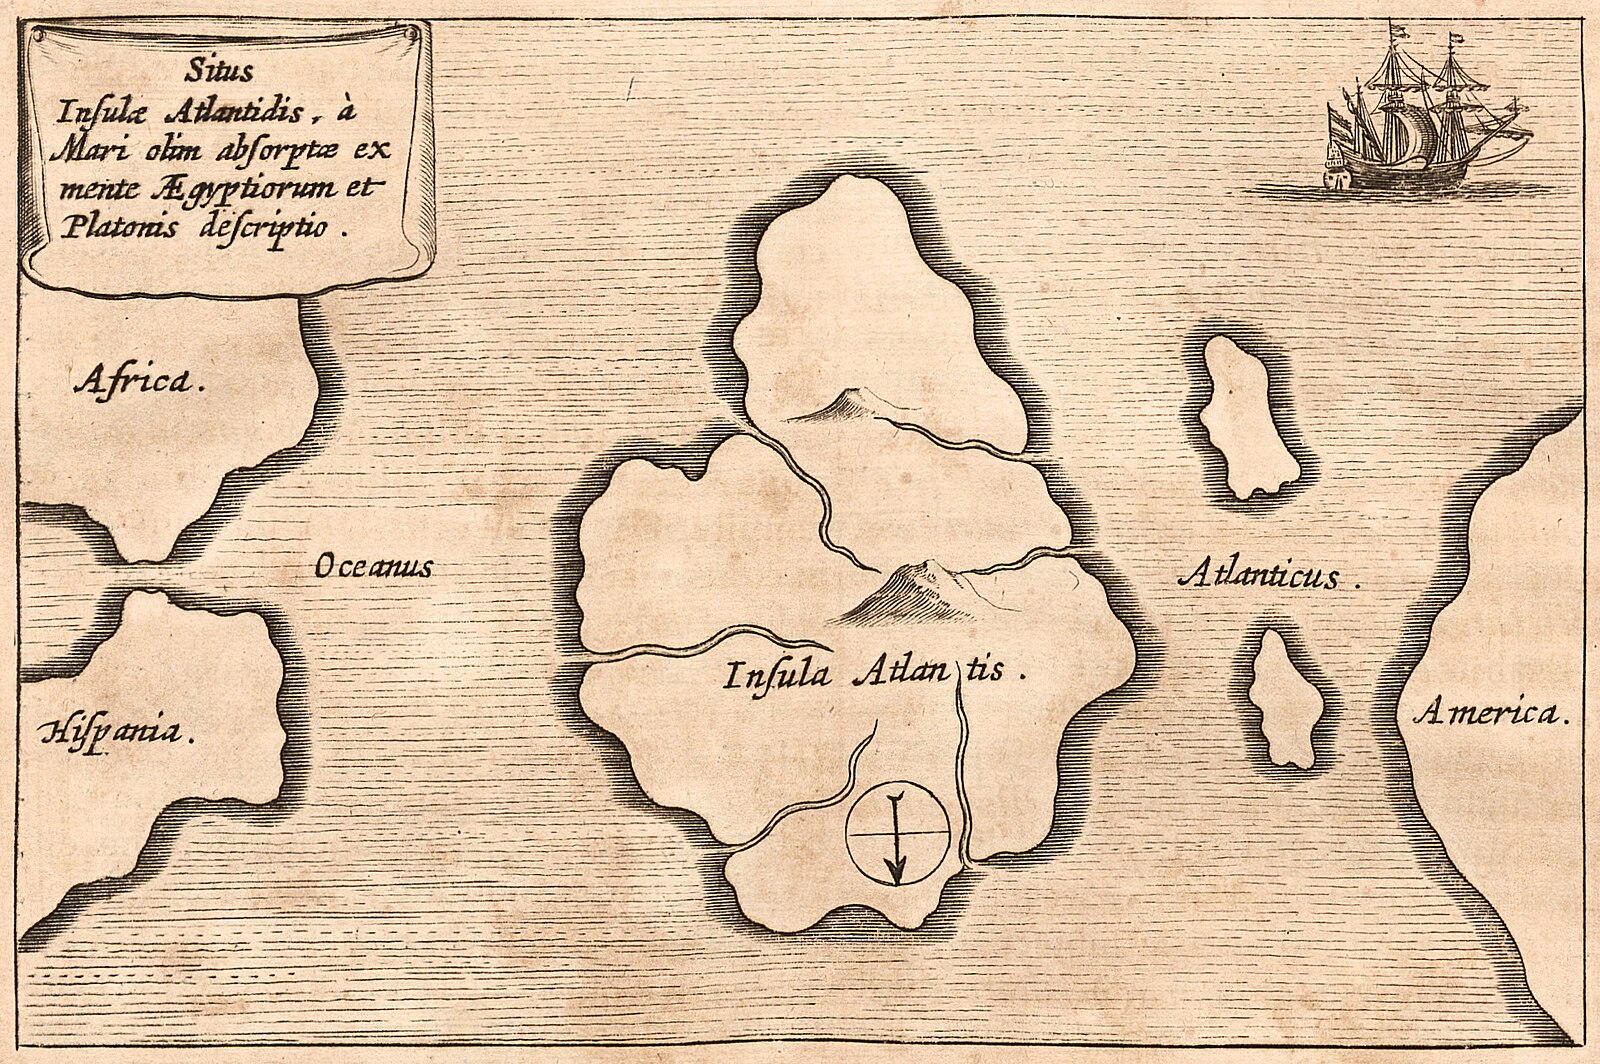 Situs
Inſulæ Atlantidis, à
Mari olim abſorptæ ex
mente Ægyptiorum et
Platonis deſcriptio.
Africa.
Oceanus
Atlanticus.
Inſula Atlantis.
America.
Hiſpania.